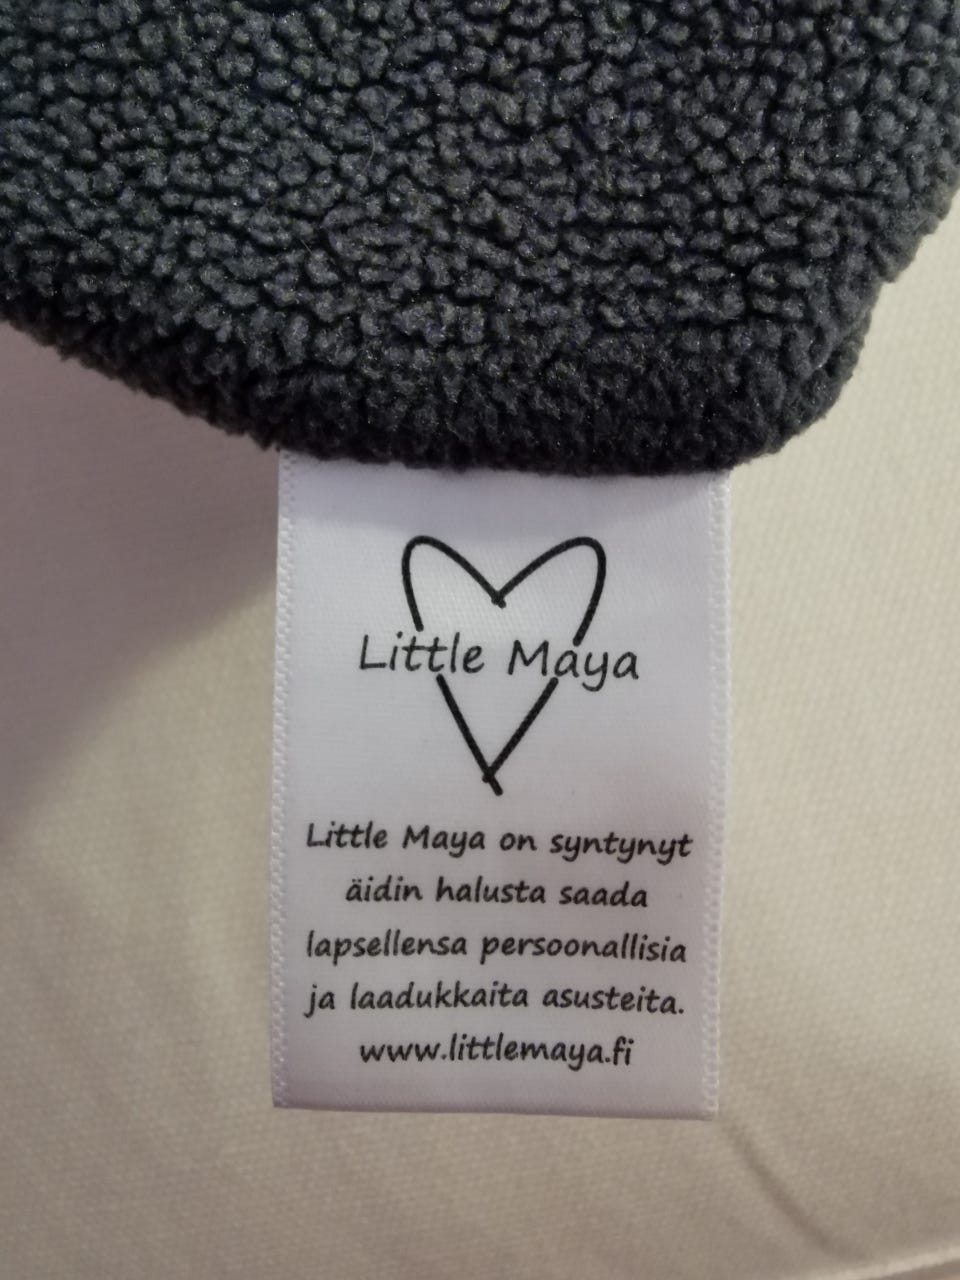 Little Maya
Little Maya on syntynyt
äidin halusta saada
lapsellensa persoonallisia
ja laadukkaita asusteita.
www.littlemaya.fi